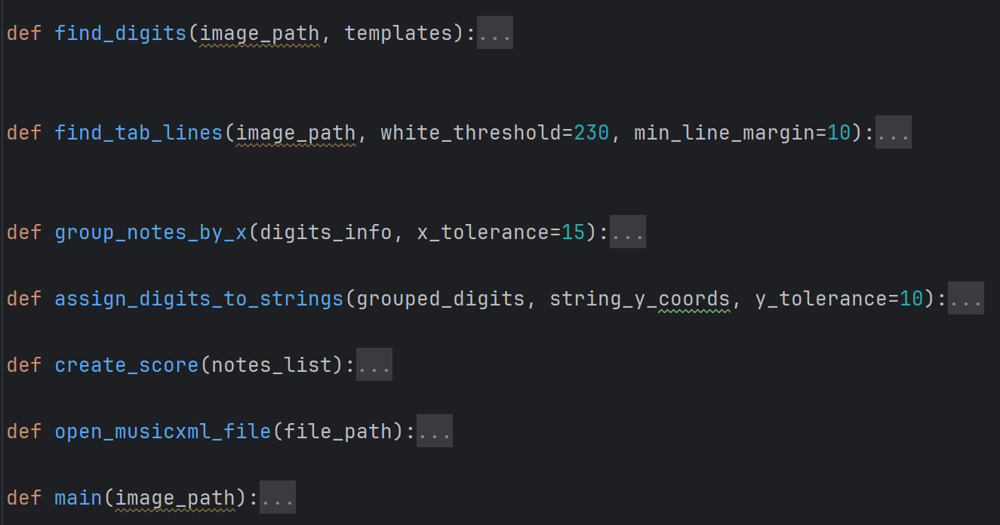 def find_digits(image_path, templates):...
def find_tab_lines(image_path, white_threshold=230, min_line_margin=10):...
def group_notes_by_x(digits_info, x_tolerance=15):...
def assign_digits_to_strings(grouped_digits, string_y_coords, y_tolerance=10):...
def create_score(notes_list):...
def open_musicxml_file(file_path):...
def main(image_path):...